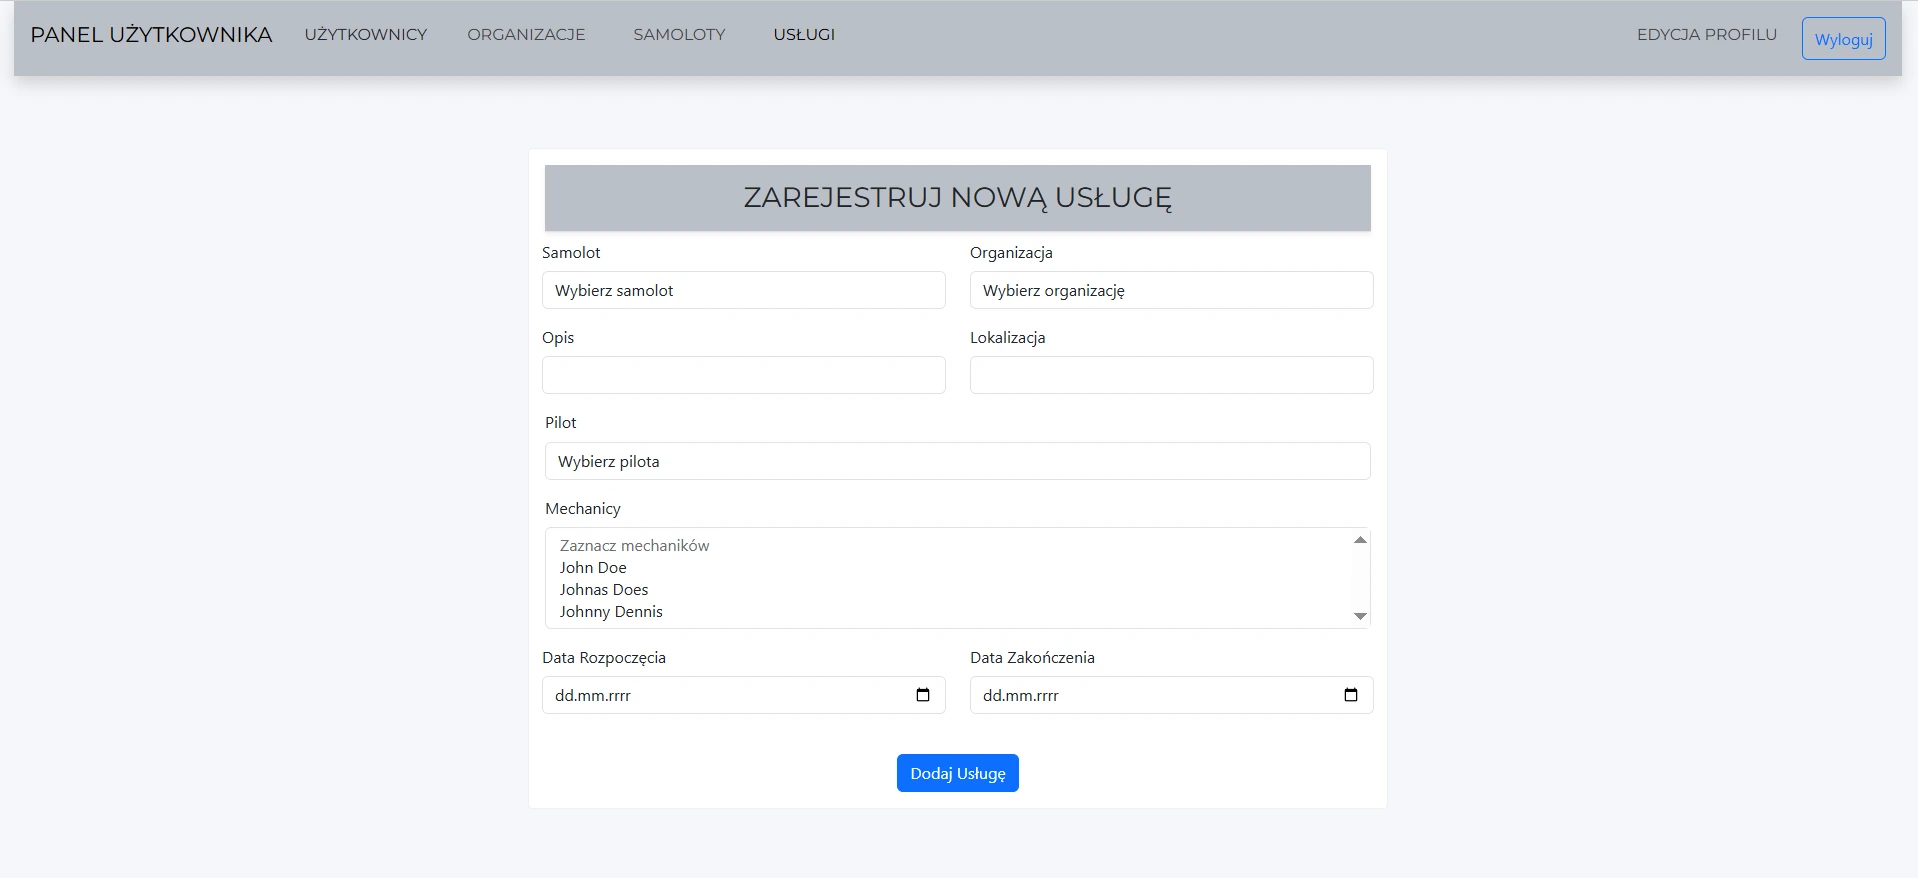 PANEL UŻYTKOWNIKA UŻYTKOWNICY ORGANIZACJE SAMOLOTY USŁUGI EDYCJA PROFILU Wyloguj
ZAREJESTRUJ NOWĄ USŁUGĘ
Samolot Organizacja
Wybierz samolot Wybierz organizację
Opis Lokalizacja
Pilot
Wybierz pilota
Mechanicy
Zaznacz mechaników
John Doe
Johnas Does
Johnny Dennis
Data Rozpoczęcia Data Zakończenia
dd.mm.rrrr dd.mm.rrrr
Dodaj Usługę